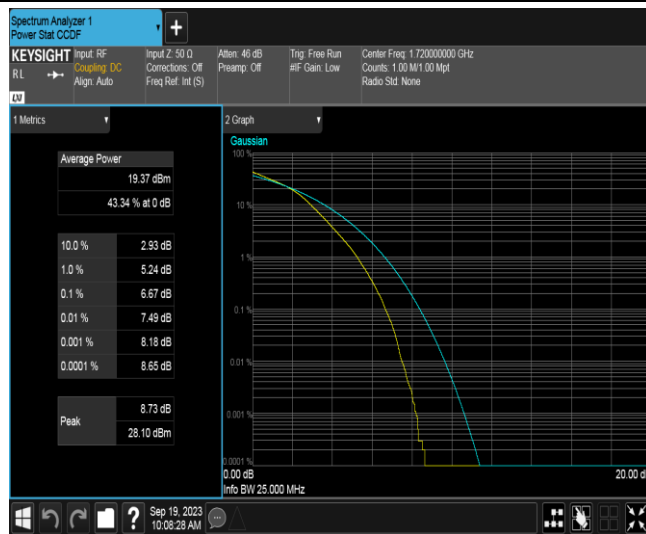 Spectrum Analyzer 1
Power Stat CCDF
KEYSIGHT
RL
LXI
Input: RF
Coupling: DC
Align: Auto
Input Z: 50 Ω
Corrections: Off
Freq Ref: Int (S)
Atten: 46 dB
Preamp: Off
Trig: Free Run
#IF Gain: Low
Center Freq: 1.720000000 GHz
Counts: 1.00 M/1.00 Mpt
Radio Std: None
1 Metrics
Average Power
19.37 dBm
43.34 % at 0 dB
10.0 % 2.93 dB
1.0 % 5.24 dB
0.1 % 6.67 dB
0.01 % 7.49 dB
0.001 % 8.18 dB
0.0001 % 8.65 dB
Peak 8.73 dB
28.10 dBm
2 Graph
Gaussian
100 %
10 %
1 %
0.1 %
0.01 %
0.001 %
0.0001 %
0.00 dB
20.00 d
Info BW 25.000 MHz
?
Sep 19, 2023
10:08:28 AM